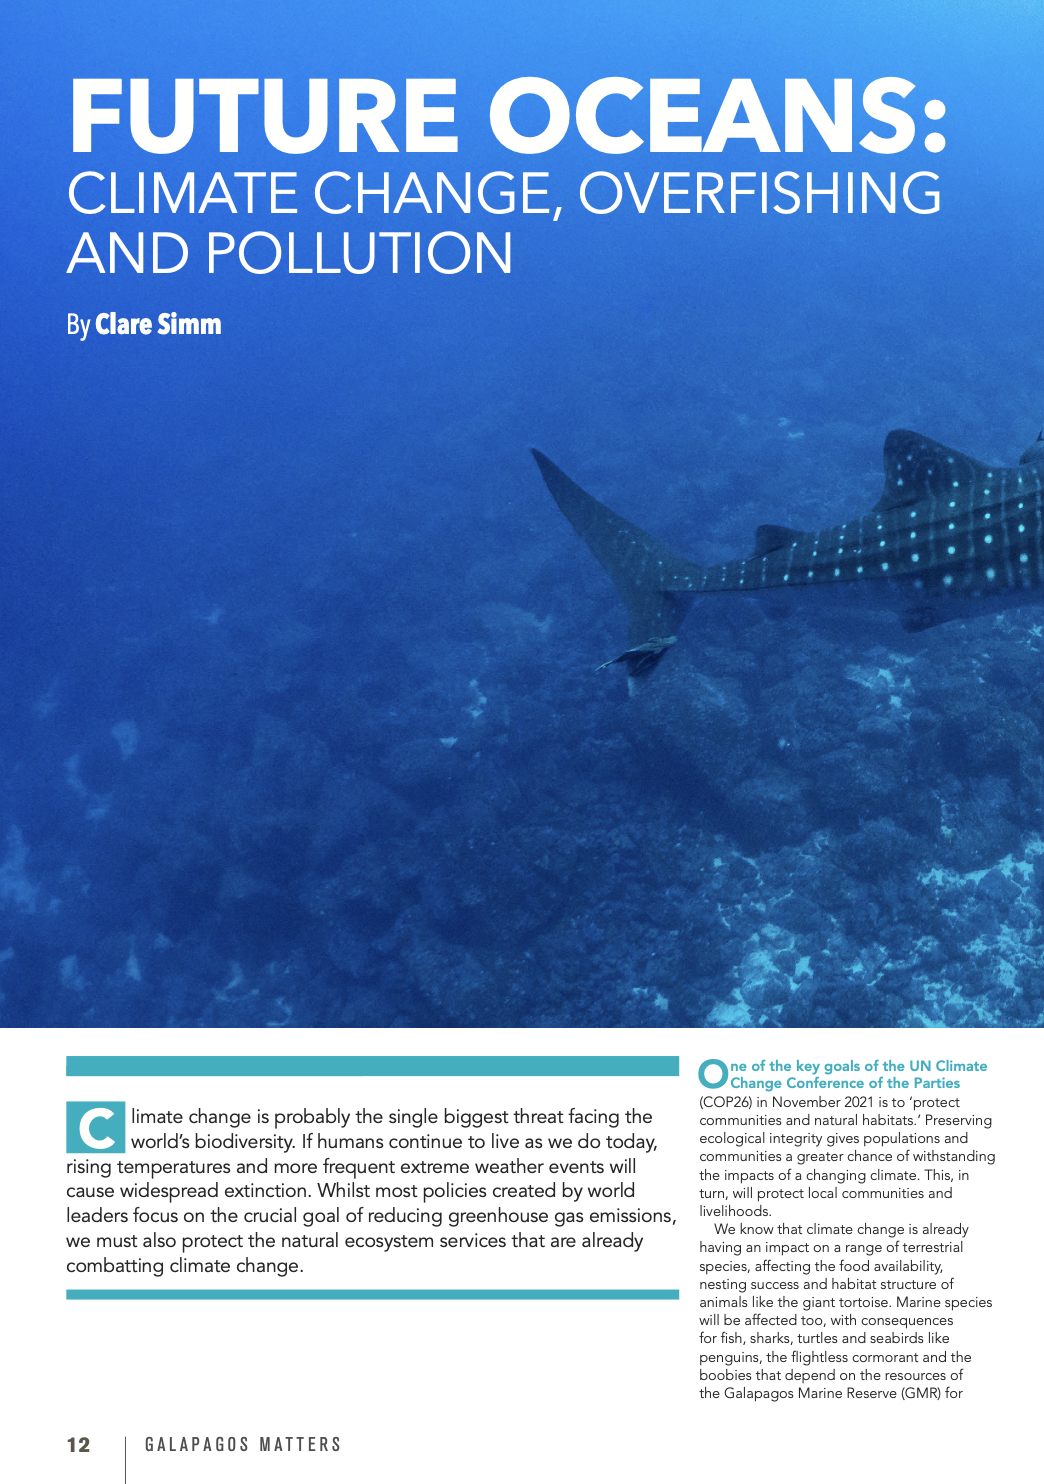 FUTURE OCEANS:
CLIMATE CHANGE, OVERFISHING
AND POLLUTION
By Clare Simm
Climate change is probably the single biggest threat facing the
world’s biodiversity. If humans continue to live as we do today,
rising temperatures and more frequent extreme weather events will
cause widespread extinction. Whilst most policies created by world
leaders focus on the crucial goal of reducing greenhouse gas emissions,
we must also protect the natural ecosystem services that are already
combatting climate change.
One of the key goals of the UN Climate
Change Conference of the Parties
(COP26) in November 2021 is to ‘protect
communities and natural habitats.’ Preserving
ecological integrity gives populations and
communities a greater chance of withstanding
the impacts of a changing climate. This, in
turn, will protect local communities and
livelihoods.
We know that climate change is already
having an impact on a range of terrestrial
species, affecting the food availability,
nesting success and habitat structure of
animals like the giant tortoise. Marine species
will be affected too, with consequences
for fish, sharks, turtles and seabirds like
penguins, the flightless cormorant and the
boobies that depend on the resources of
the Galapagos Marine Reserve (GMR) for
12
GALAPAGOS MATTERS